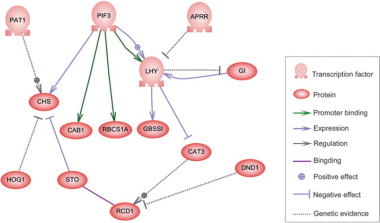 PAT1
PIF3
APRR
LHY
GI
CHS
CAB1
RBCS1A
GBSSI
CAT3
HOG1
STO
DND1
RCD1
Transcription factor
Protein
Promoter binding
Expression
Regulation
Bingding
Positive effect
Negative effect
Genetic evidence